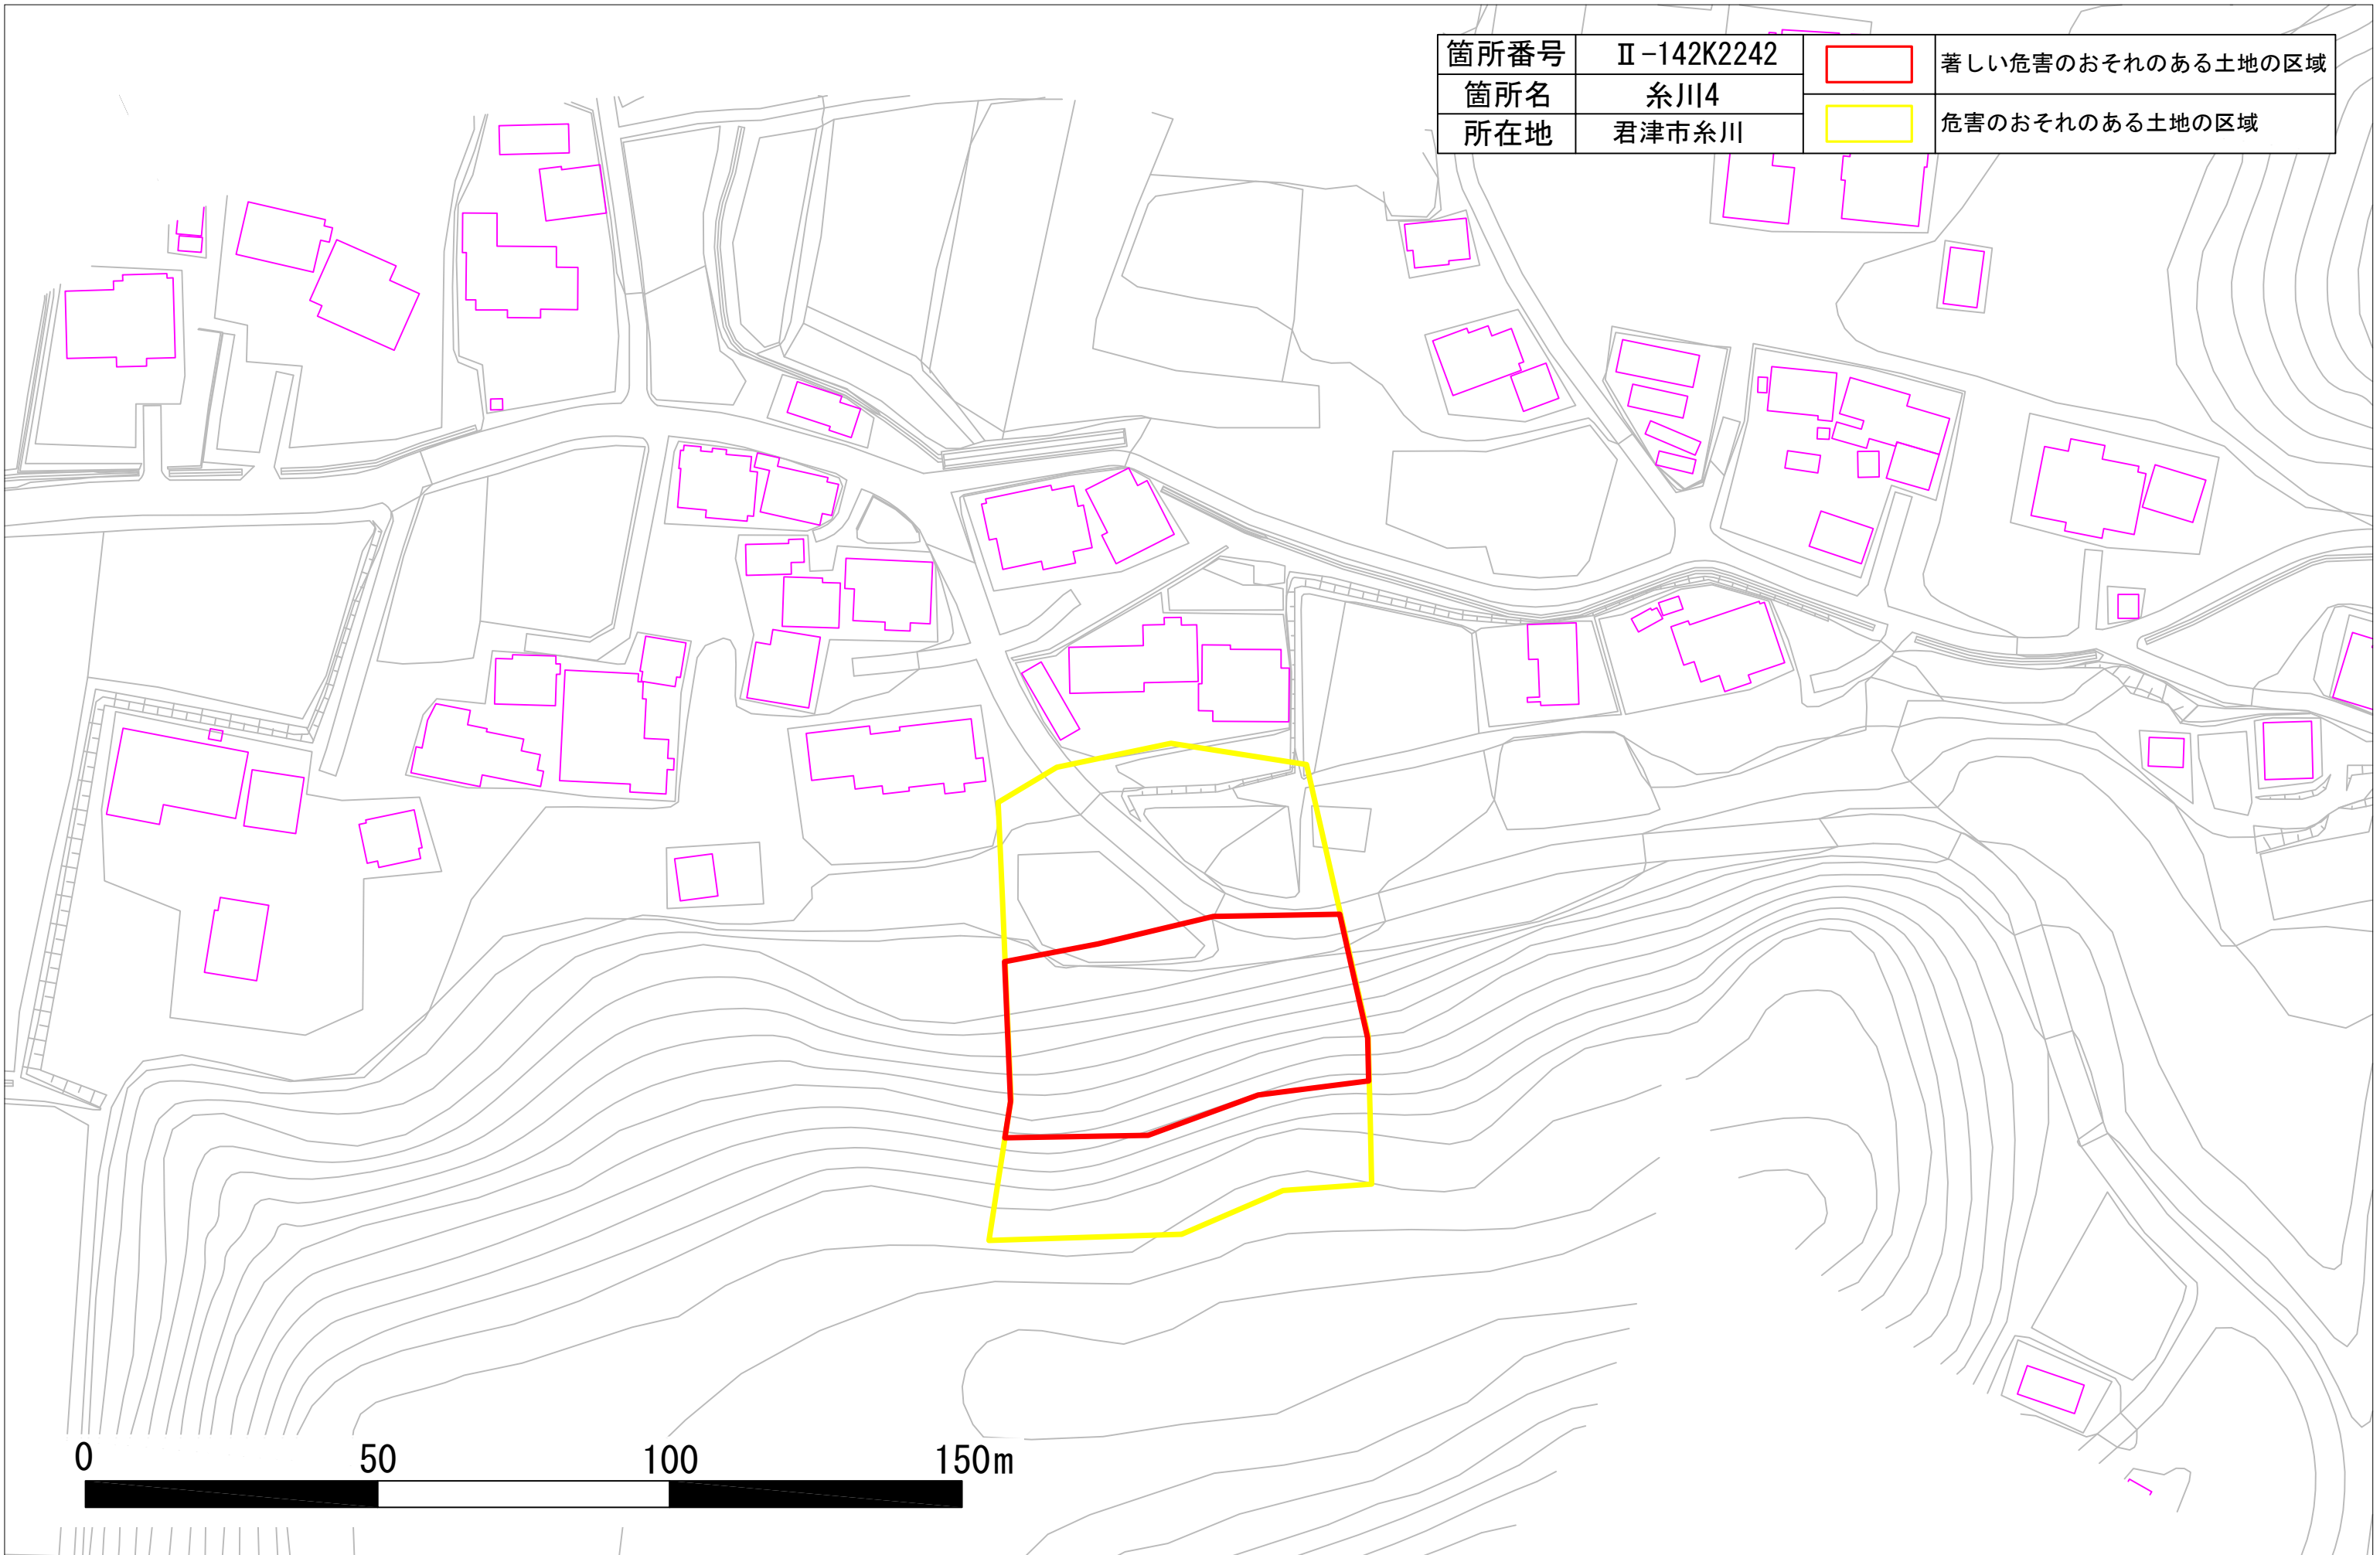 箇所番号 Ⅱ-142K2242
箇所名 糸川4
所在地 君津市糸川
著しい危害のおそれのある土地の区域
危害のおそれのある土地の区域
0 50 100 150m